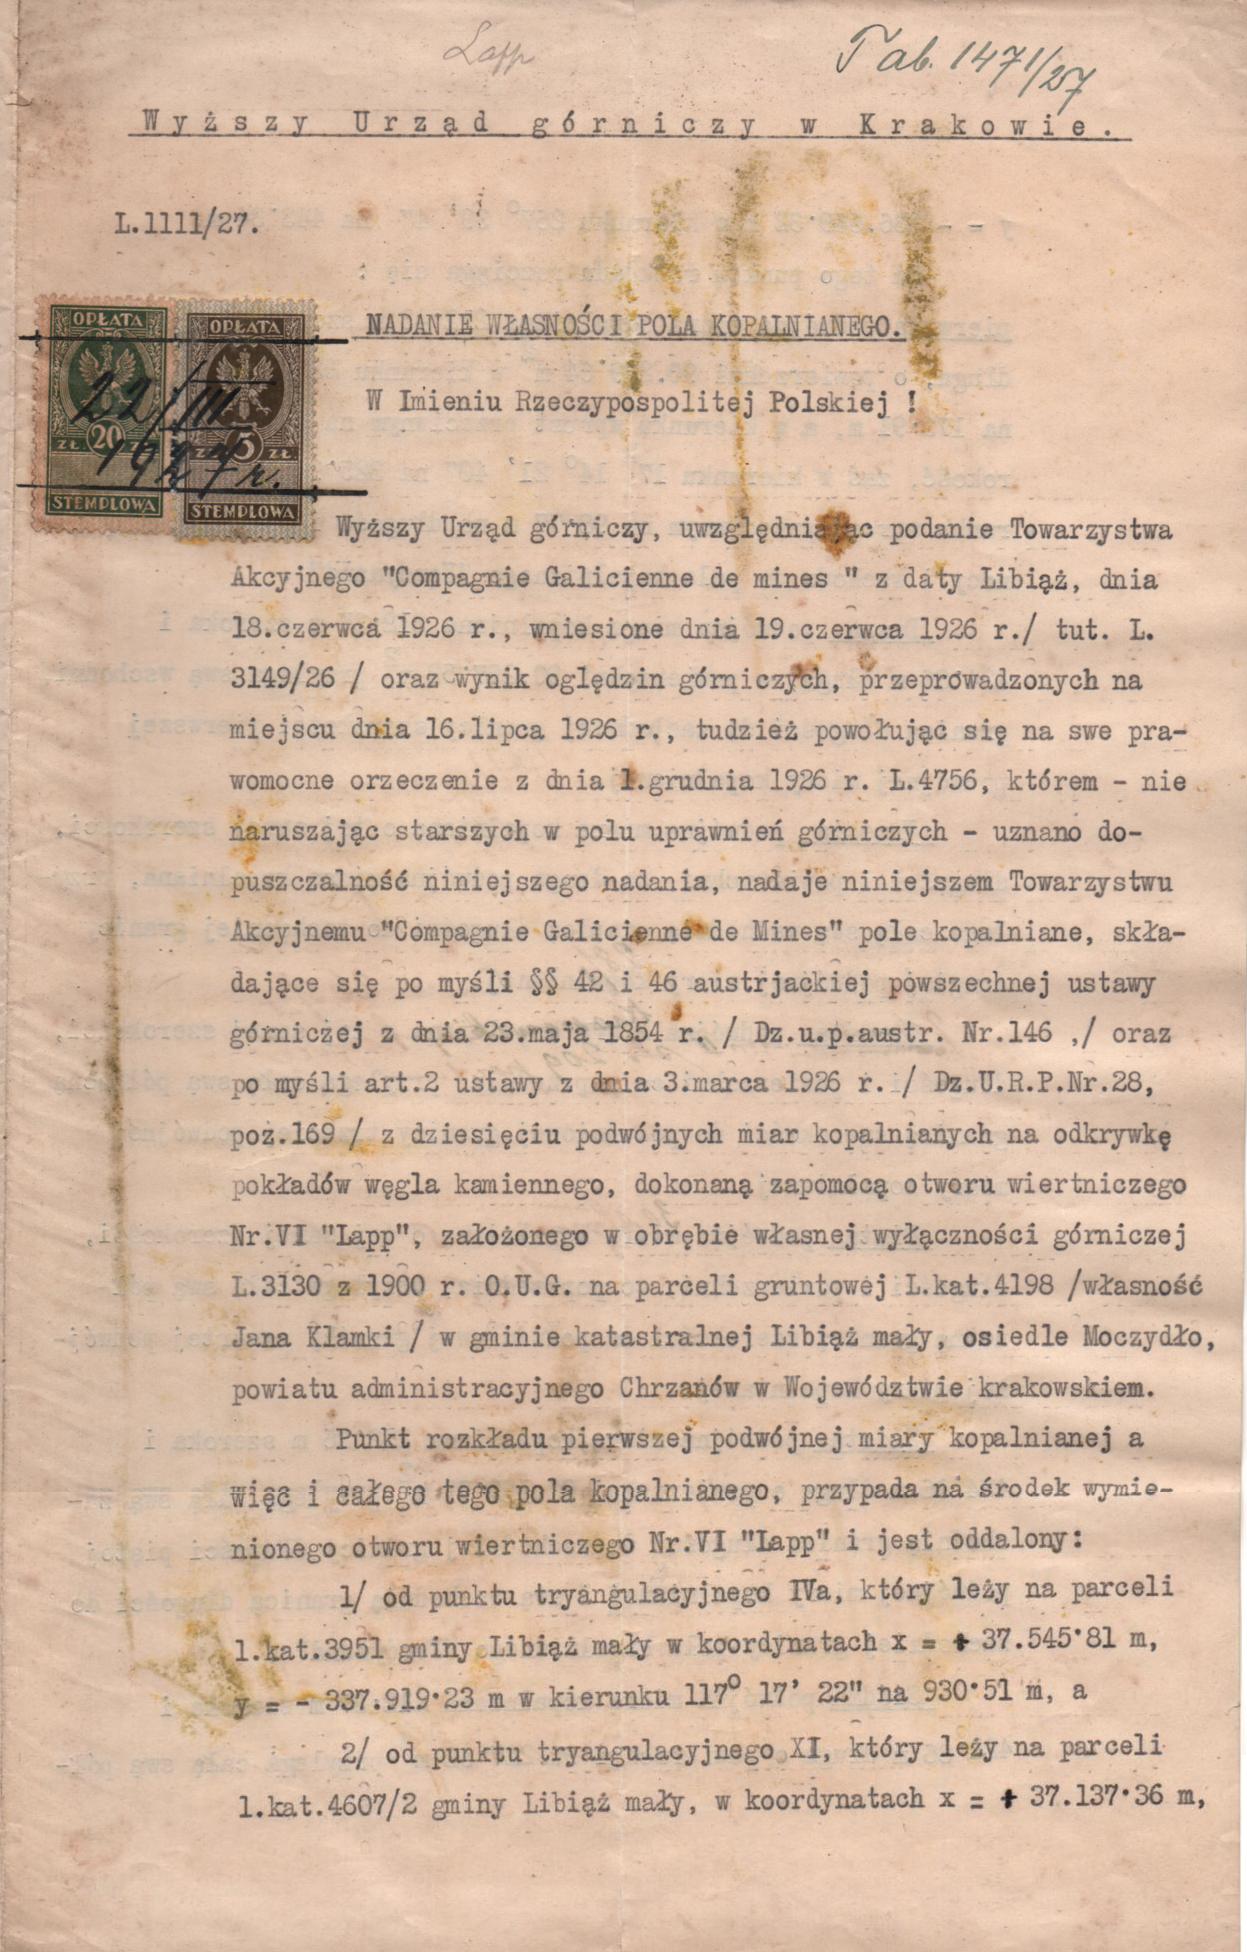 Lapp
Tab. 1471/27
Wyższy Urząd górniczy w Krakowie.
L.1111/27.
OPŁATA OPŁATA
NADANIE WŁASNOŚCI POLA KOPALNIANEGO.
W Imieniu Rzeczypospolitej Polskiej !
22/III
ZŁ. 20 ZŁ. 5 ZŁ
1927 r.
STEMPLOWA STEMPLOWA
Wyższy Urząd górniczy, uwzględniając podanie Towarzystwa
Akcyjnego "Compagnie Galicienne de mines " z daty Libiąż, dnia
18.czerwca 1926 r., wniesione dnia 19.czerwca 1926 r./ tut. L.
3149/26 / oraz wynik oględzin górniczych, przeprowadzonych na
miejscu dnia 16.lipca 1926 r., tudzież powołując się na swe pra-
womocne orzeczenie z dnia 1.grudnia 1926 r. L.4756, którem - nie
naruszając starszych w polu uprawnień górniczych - uznano do-
puszczalność niniejszego nadania, nadaje niniejszem Towarzystwu
Akcyjnemu "Compagnie Galicienne de Mines" pole kopalniane, skła-
dające się po myśli §§ 42 i 46 austrjackiej powszechnej ustawy
górniczej z dnia 23.maja 1854 r. / Dz.u.p.austr. Nr.146 ,/ oraz
po myśli art.2 ustawy z dnia 3.marca 1926 r. / Dz.U.R.P.Nr.28,
poz.169 / z dziesięciu podwójnych miar kopalnianych na odkrywkę
pokładów węgla kamiennego, dokonaną zapomocą otworu wiertniczego
Nr.VI "Lapp", założonego w obrębie własnej wyłączności górniczej
L.3130 z 1900 r. O.U.G. na parceli gruntowej L.kat.4198 /własność
Jana Klamki / w gminie katastralnej Libiąż mały, osiedle Moczydło,
powiatu administracyjnego Chrzanów w Województwie krakowskiem.
Punkt rozkładu pierwszej podwójnej miary kopalnianej a
więc i całego tego pola kopalnianego, przypada na środek wymie-
nionego otworu wiertniczego Nr.VI "Lapp" i jest oddalony:
1/ od punktu tryangulacyjnego IVa, który leży na parceli
l.kat.3951 gminy Libiąż mały w koordynatach x = + 37.545·81 m,
y = - 337.919·23 m w kierunku 117° 17' 22" na 930·51 m, a
2/ od punktu tryangulacyjnego XI, który leży na parceli
l.kat.4607/2 gminy Libiąż mały, w koordynatach x = + 37.137·36 m,